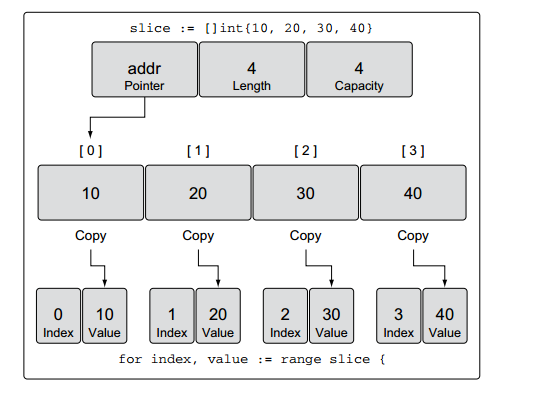 slice := []int{10, 20, 30, 40}
addr 4 4
Pointer Length Capacity
[0] [1] [2] [3]
10 20 30 40
Copy Copy Copy Copy
0 10 1 20 2 30 3 40
Index Value Index Value Index Value Index Value
for index, value := range slice {